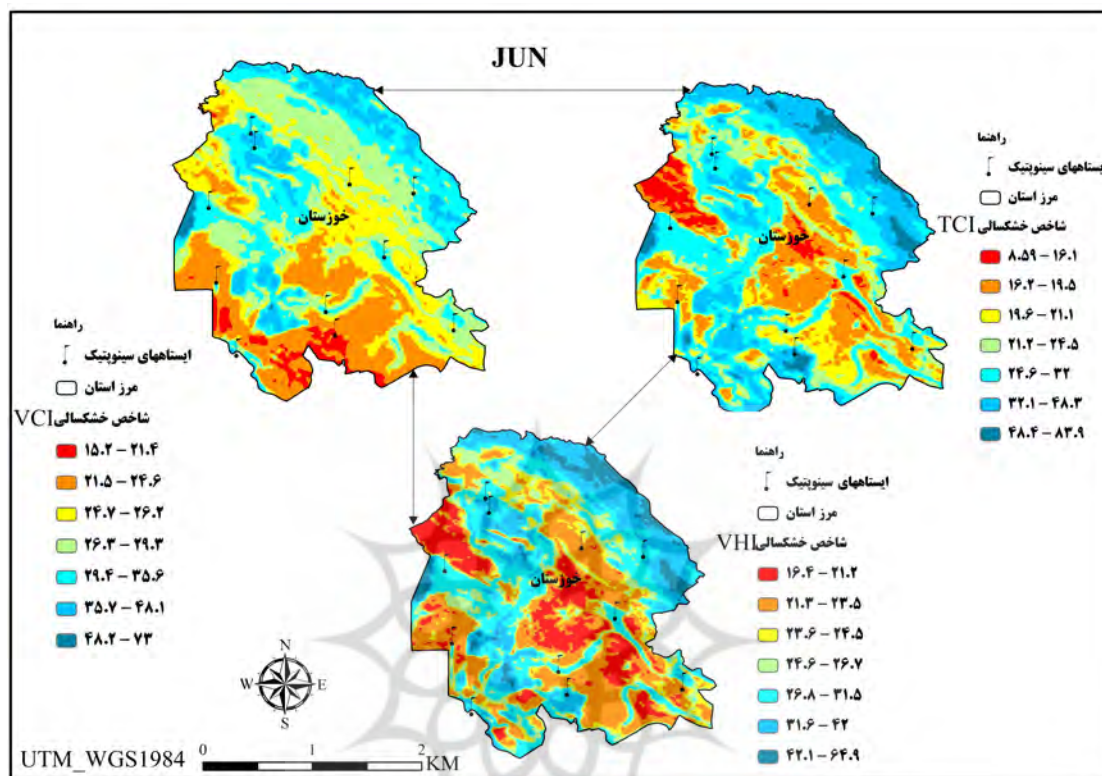 JUN
خوزستان
خوزستان
خوزستان
راهنما
ایستاههای سینوپتیک
مرز استان
شاخص خشکسالی TCI
۸.۵۹ – ۱۶.۱
۱۶.۲ – ۱۹.۵
۱۹.۶ – ۲۱.۱
۲۱.۲ – ۲۴.۵
۲۴.۶ – ۳۲
۳۲.۱ – ۴۸.۳
۴۸.۴ – ۸۳.۹
راهنما
ایستاههای سینوپتیک
مرز استان
شاخص خشکسالی VCI
۱۵.۲ – ۲۱.۴
۲۱.۵ – ۲۴.۶
۲۴.۷ – ۲۶.۲
۲۶.۳ – ۲۹.۳
۲۹.۴ – ۳۵.۶
۳۵.۷ – ۴۸.۱
۴۸.۲ – ۷۳
راهنما
ایستاههای سینوپتیک
مرز استان
شاخص خشکسالی VHI
۱۶.۴ – ۲۱.۲
۲۱.۳ – ۲۳.۵
۲۳.۶ – ۲۴.۵
۲۴.۶ – ۲۶.۷
۲۶.۸ – ۳۱.۵
۳۱.۶ – ۴۲
۴۲.۱ – ۶۴.۹
N
W E
S
0 1 2
KM
UTM_WGS1984